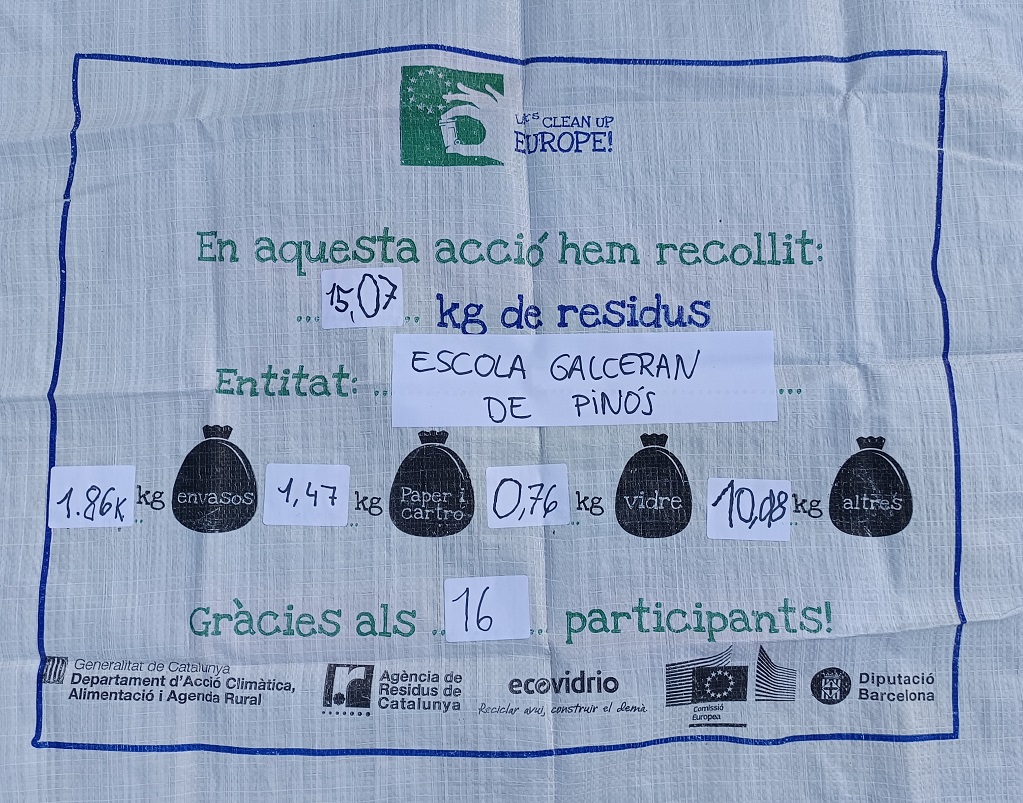 Let's CLEAN UP
EUROPE!
En aquesta acció hem recollit:
15,07 kg de residus
Entitat: ESCOLA GALCERAN
DE PINÓS
1.86K kg envasos 1,47 kg Paper i cartró 0,76 kg vidre 10,98 kg altres
Gràcies als 16 participants!
Generalitat de Catalunya
Departament d'Acció Climàtica,
Alimentació i Agenda Rural
Agència de
Residus de
Catalunya
ecovidrio
Reciclar avui, construir el demà
Comissió
Europea
Diputació
Barcelona